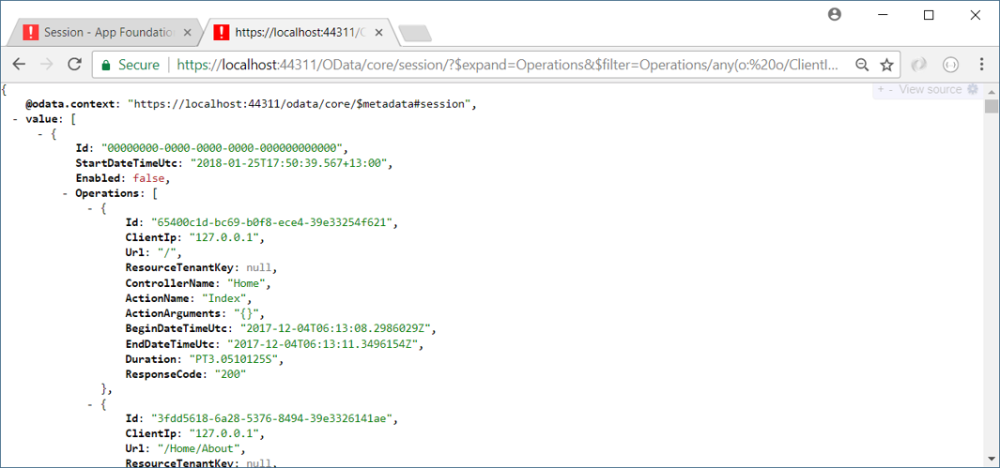 Session - App Foundatio
https://localhost:44311/O
Secure
https://localhost:44311/OData/core/session/?$expand=Operations&$filter=Operations/any(o:%20o/ClientI...
+ - View source
{
@odata.context: "https://localhost:44311/odata/core/$metadata#session",
- value: [
- {
Id: "00000000-0000-0000-0000-000000000000",
StartDateTimeUtc: "2018-01-25T17:50:39.567+13:00",
Enabled: false,
- Operations: [
- {
Id: "65400c1d-bc69-b0f8-ece4-39e33254f621",
ClientIp: "127.0.0.1",
Url: "/",
ResourceTenantKey: null,
ControllerName: "Home",
ActionName: "Index",
ActionArguments: "{}",
BeginDateTimeUtc: "2017-12-04T06:13:08.2986029Z",
EndDateTimeUtc: "2017-12-04T06:13:11.3496154Z",
Duration: "PT3.0510125S",
ResponseCode: "200"
},
- {
Id: "3fdd5618-6a28-5376-8494-39e3326141ae",
ClientIp: "127.0.0.1",
Url: "/Home/About",
ResourceTenantKey: null,